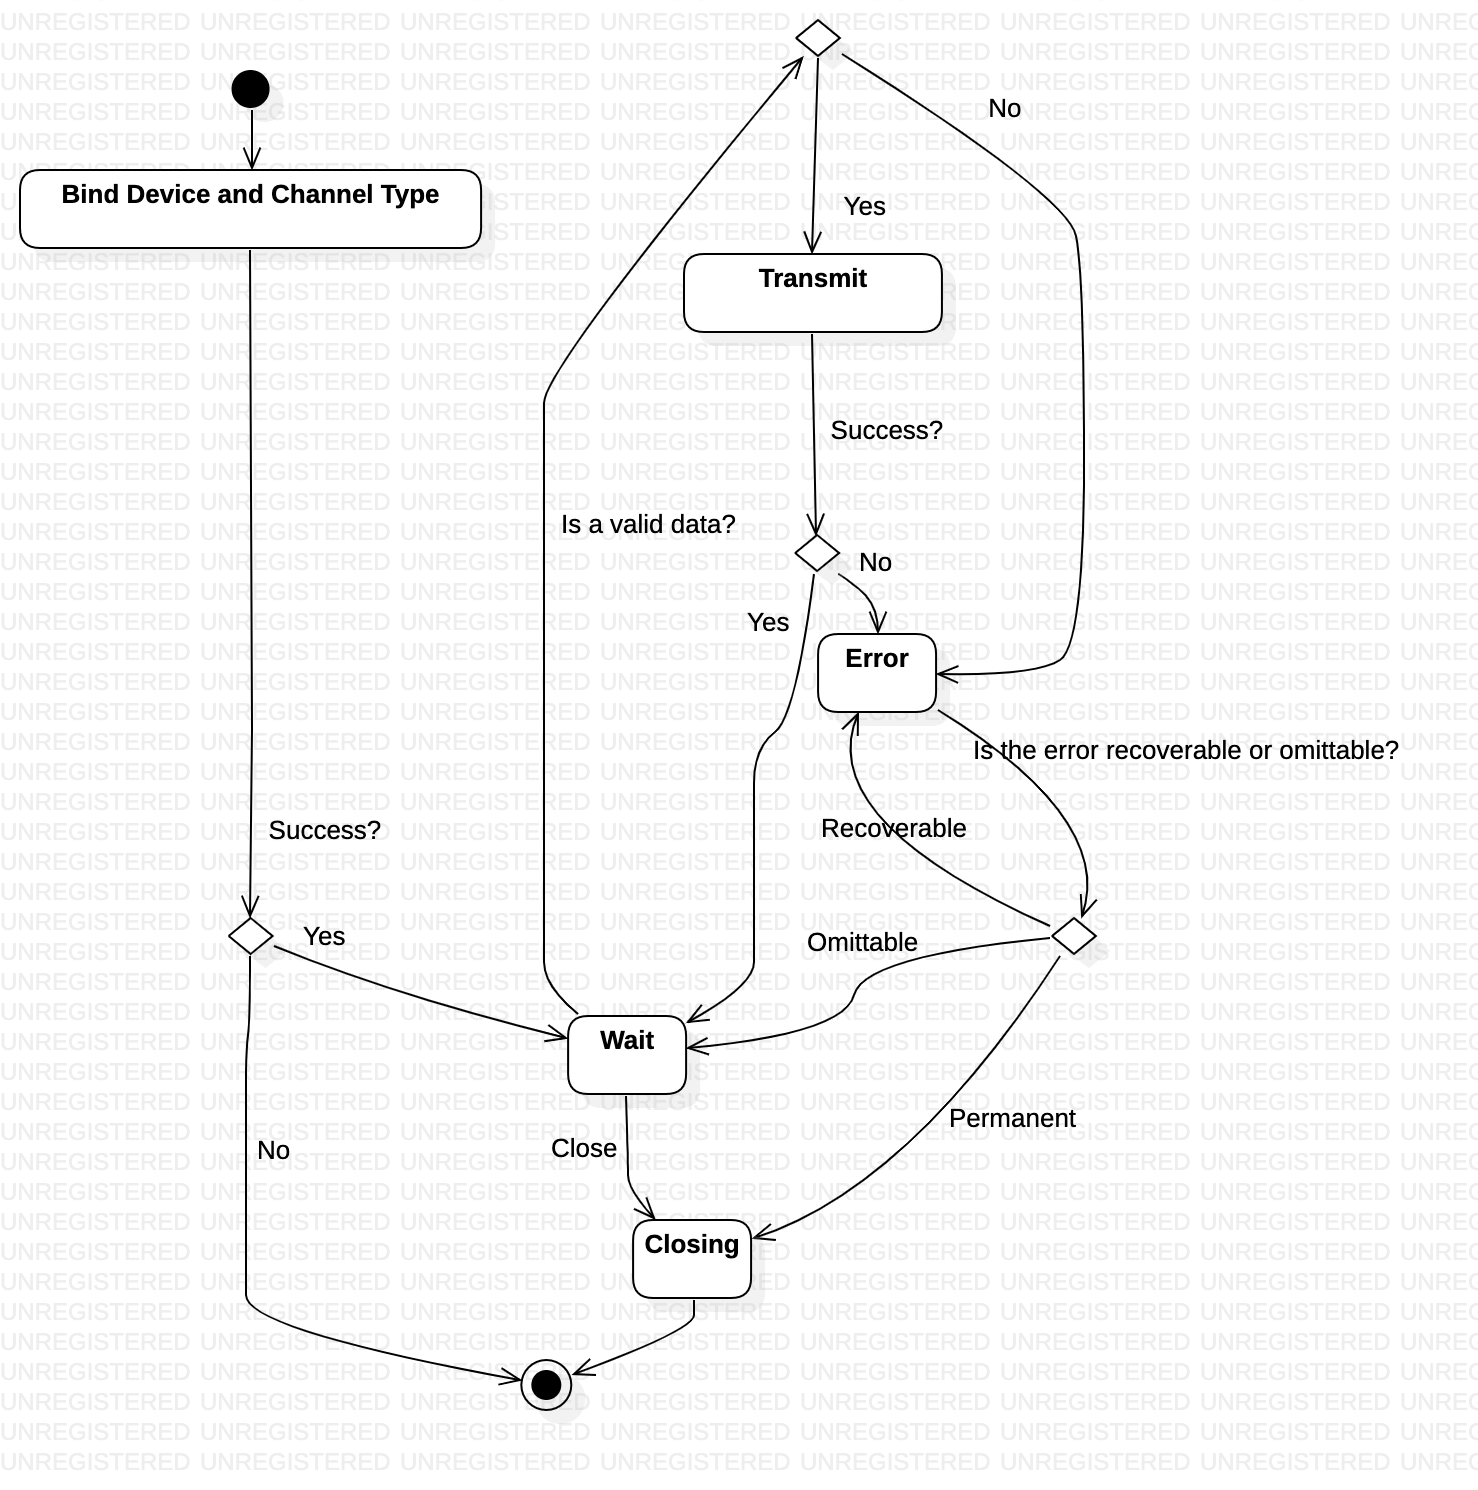 No
Bind Device and Channel Type
Yes
Transmit
Success?
Is a valid data?
No
Yes
Error
Is the error recoverable or omittable?
Recoverable
Success?
Yes
Omittable
Wait
Permanent
Close
No
Closing
UNREGISTERED